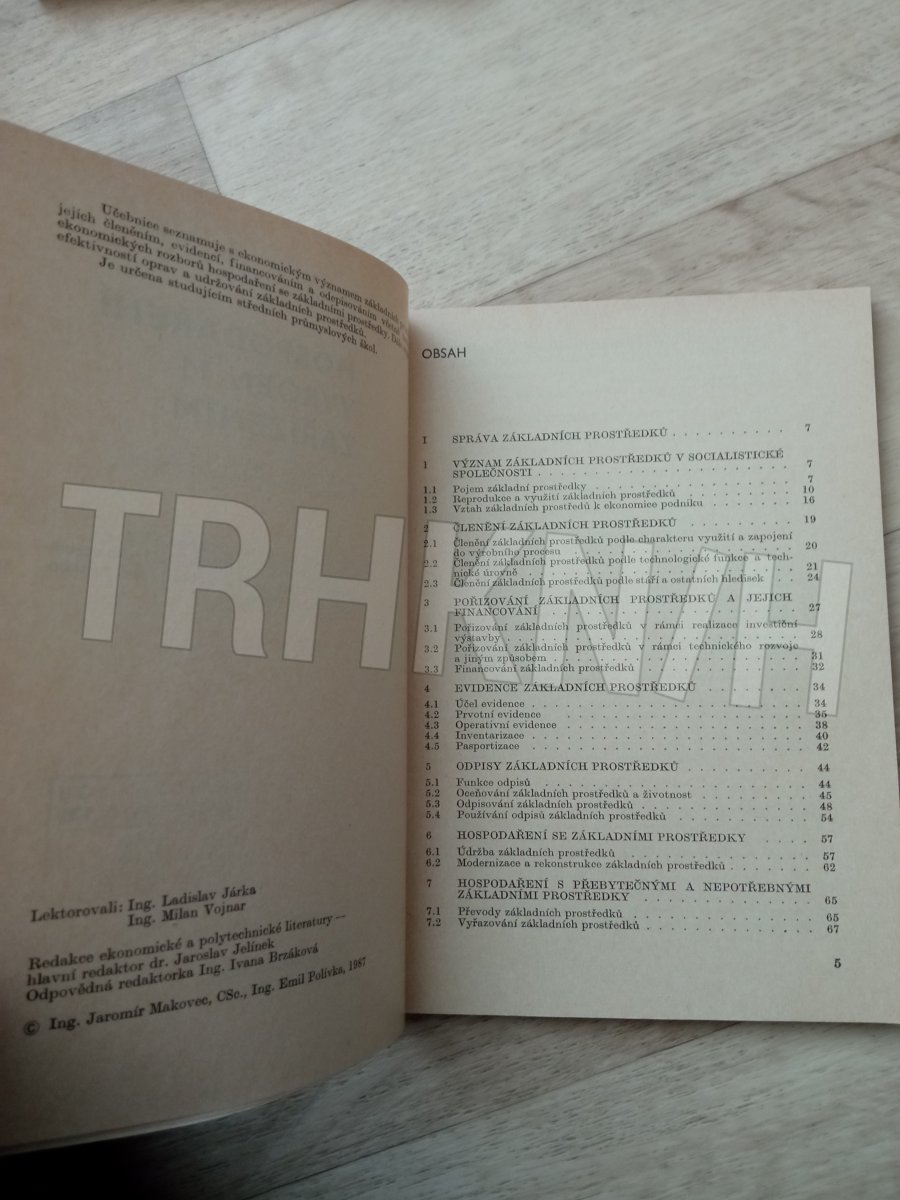 Učebnice seznamuje s ekonomickým významem základních
jejich členěním, evidencí, financováním a odepisováním včetně
ekonomických rozborů hospodaření se základními prostředky.
efektivností oprav a udržování základních prostředků.
Je určena studujícím středních průmyslových škol.
Lektorovali: Ing. Ladislav Járka
Ing. Milan Vojnar
Redakce ekonomické a polytechnické literatury —
hlavní redaktor dr. Jaroslav Jelínek
Odpovědná redaktorka Ing. Ivana Brzáková
© Ing. Jaromír Makovec, CSc., Ing. Emil Polívka, 1987
OBSAH
I SPRÁVA ZÁKLADNÍCH PROSTŘEDKŮ . . . . . . . . . . 7
1 VÝZNAM ZÁKLADNÍCH PROSTŘEDKŮ V SOCIALISTICKÉ
SPOLEČNOSTI . . . . . . . . . . 7
1.1 Pojem základní prostředky . . . . . . . . . . 7
1.2 Reprodukce a využití základních prostředků . . . . . . . . . . 10
1.3 Vztah základních prostředků k ekonomice podniku . . . . . . . . . . 16
2 ČLENĚNÍ ZÁKLADNÍCH PROSTŘEDKŮ . . . . . . . . . . 19
2.1 Členění základních prostředků podle charakteru využití a zapojení
do výrobního procesu . . . . . . . . . . 20
2.2 Členění základních prostředků podle technologické funkce a tech-
nické úrovně . . . . . . . . . . 21
2.3 Členění základních prostředků podle stáří a ostatních hledisek . . 24
3 POŘIZOVÁNÍ ZÁKLADNÍCH PROSTŘEDKŮ A JEJICH
FINANCOVÁNÍ . . . . . . . . . . 27
3.1 Pořizování základních prostředků v rámci realizace investiční
výstavby . . . . . . . . . . 28
3.2 Pořizování základních prostředků v rámci technického rozvoje
a jiným způsobem . . . . . . . . . . 31
3.3 Financování základních prostředků . . . . . . . . . . 32
4 EVIDENCE ZÁKLADNÍCH PROSTŘEDKŮ . . . . . . . . . . 34
4.1 Účel evidence . . . . . . . . . . 34
4.2 Prvotní evidence . . . . . . . . . . 35
4.3 Operativní evidence . . . . . . . . . . 38
4.4 Inventarizace . . . . . . . . . . 40
4.5 Pasportizace . . . . . . . . . . 42
5 ODPISY ZÁKLADNÍCH PROSTŘEDKŮ . . . . . . . . . . 44
5.1 Funkce odpisů . . . . . . . . . . 44
5.2 Oceňování základních prostředků a životnost . . . . . . . . . . 45
5.3 Odpisování základních prostředků . . . . . . . . . . 48
5.4 Používání odpisů základních prostředků . . . . . . . . . . 54
6 HOSPODAŘENÍ SE ZÁKLADNÍMI PROSTŘEDKY . . . . 57
6.1 Údržba základních prostředků . . . . . . . . . . 57
6.2 Modernizace a rekonstrukce základních prostředků . . . . . . . . 62
7 HOSPODAŘENÍ S PŘEBYTEČNÝMI A NEPOTŘEBNÝMI
ZÁKLADNÍMI PROSTŘEDKY . . . . . . . . . . 65
7.1 Převody základních prostředků . . . . . . . . . . 65
7.2 Vyřazování základních prostředků . . . . . . . . . . 67
5
TRHKNIH